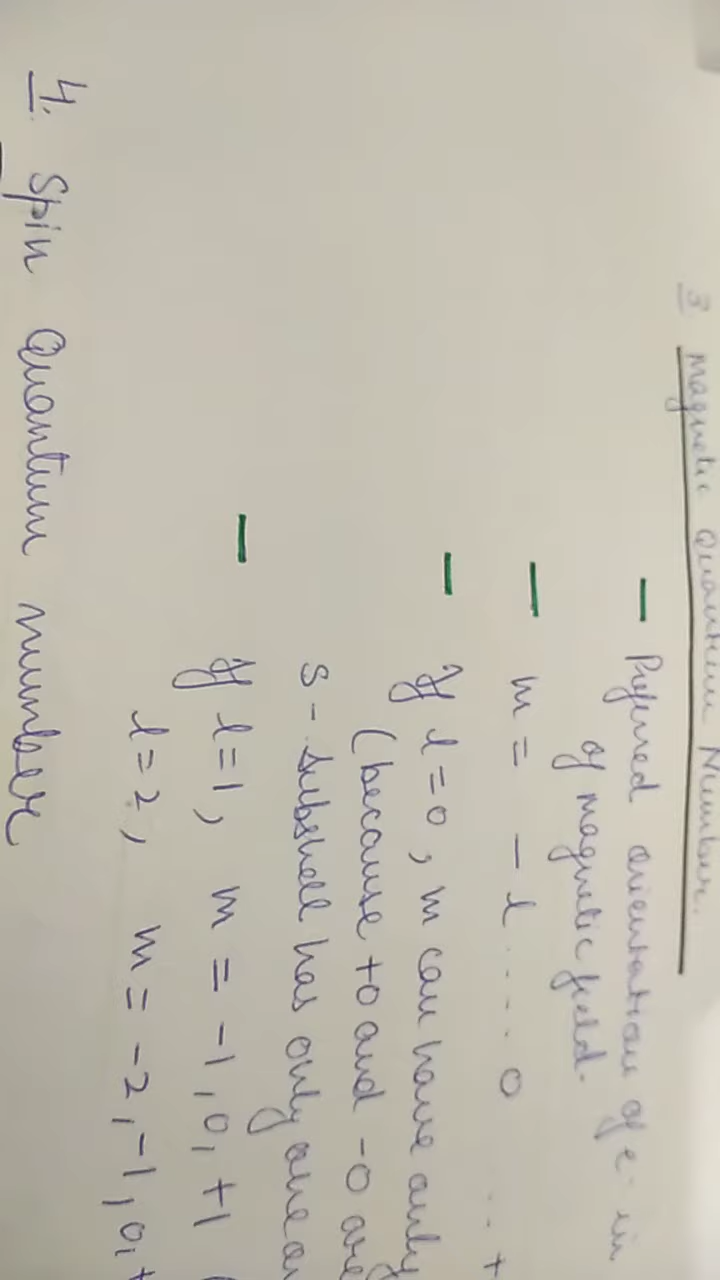 3. Magnetic Quantum Number.
– Preferred orientation of e- in
of magnetic field.
– m = -l .... 0 .. +
– If l=0, m can have only
(because +0 and -0 are
s - subshell has only one
– If l=1, m = -1, 0, +1 (
l=2, m = -2, -1, 0, +
4. Spin Quantum number